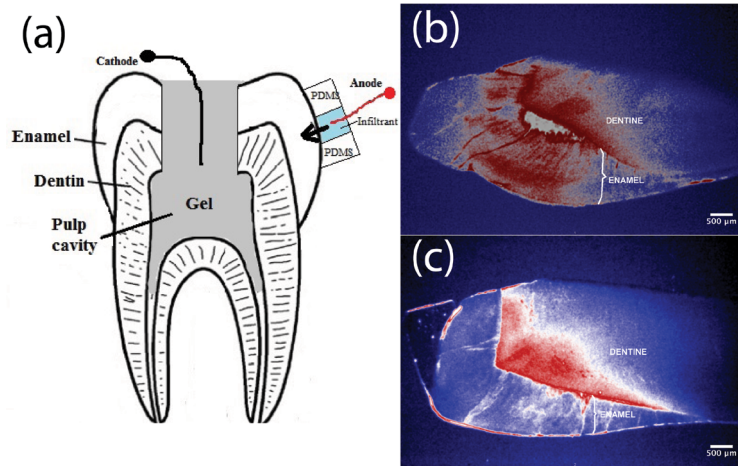 (a)
Cathode
Anode
PDMS
Infiltrant
PDMS
Enamel
Dentin
Gel
Pulp
cavity
(b)
DENTINE
ENAMEL
500 µm
(c)
DENTINE
ENAMEL
500 µm